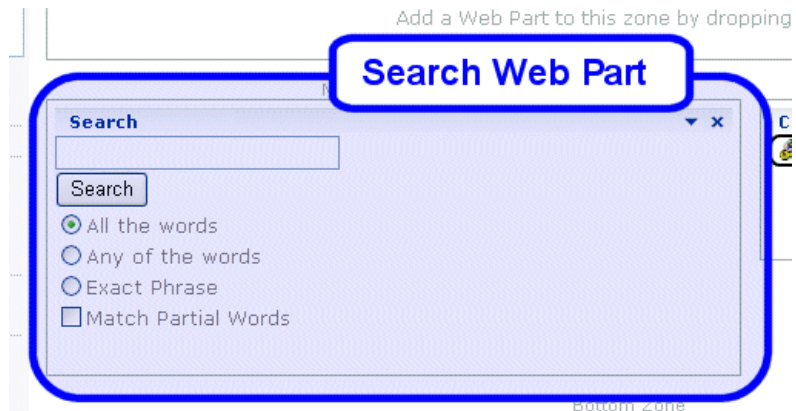 Add a Web Part to this zone by dropping
Search Web Part
Search
Search
All the words
Any of the words
Exact Phrase
Match Partial Words
Bottom Zone